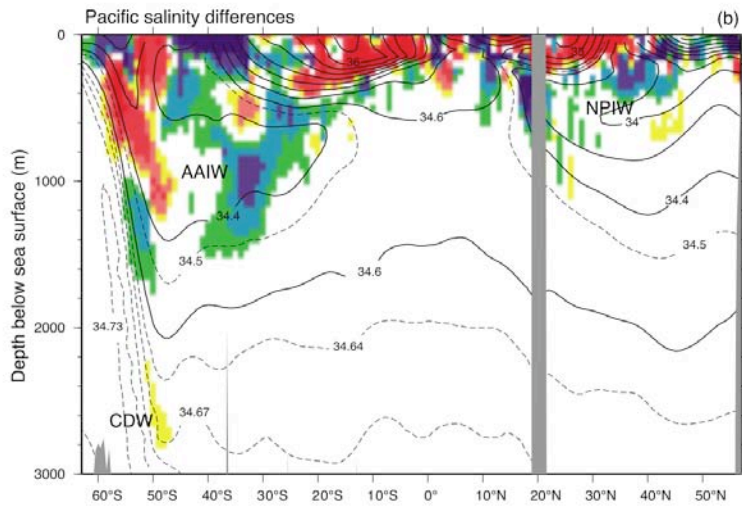 Pacific salinity differences (b)
0
35
36
NPIW
34.6
34
AAIW
1000
34.4
34.4
34.5
34.5
34.6
2000
34.73
34.64
34.67
CDW
3000
Depth below sea surface (m)
60°S 50°S 40°S 30°S 20°S 10°S 0° 10°N 20°N 30°N 40°N 50°N